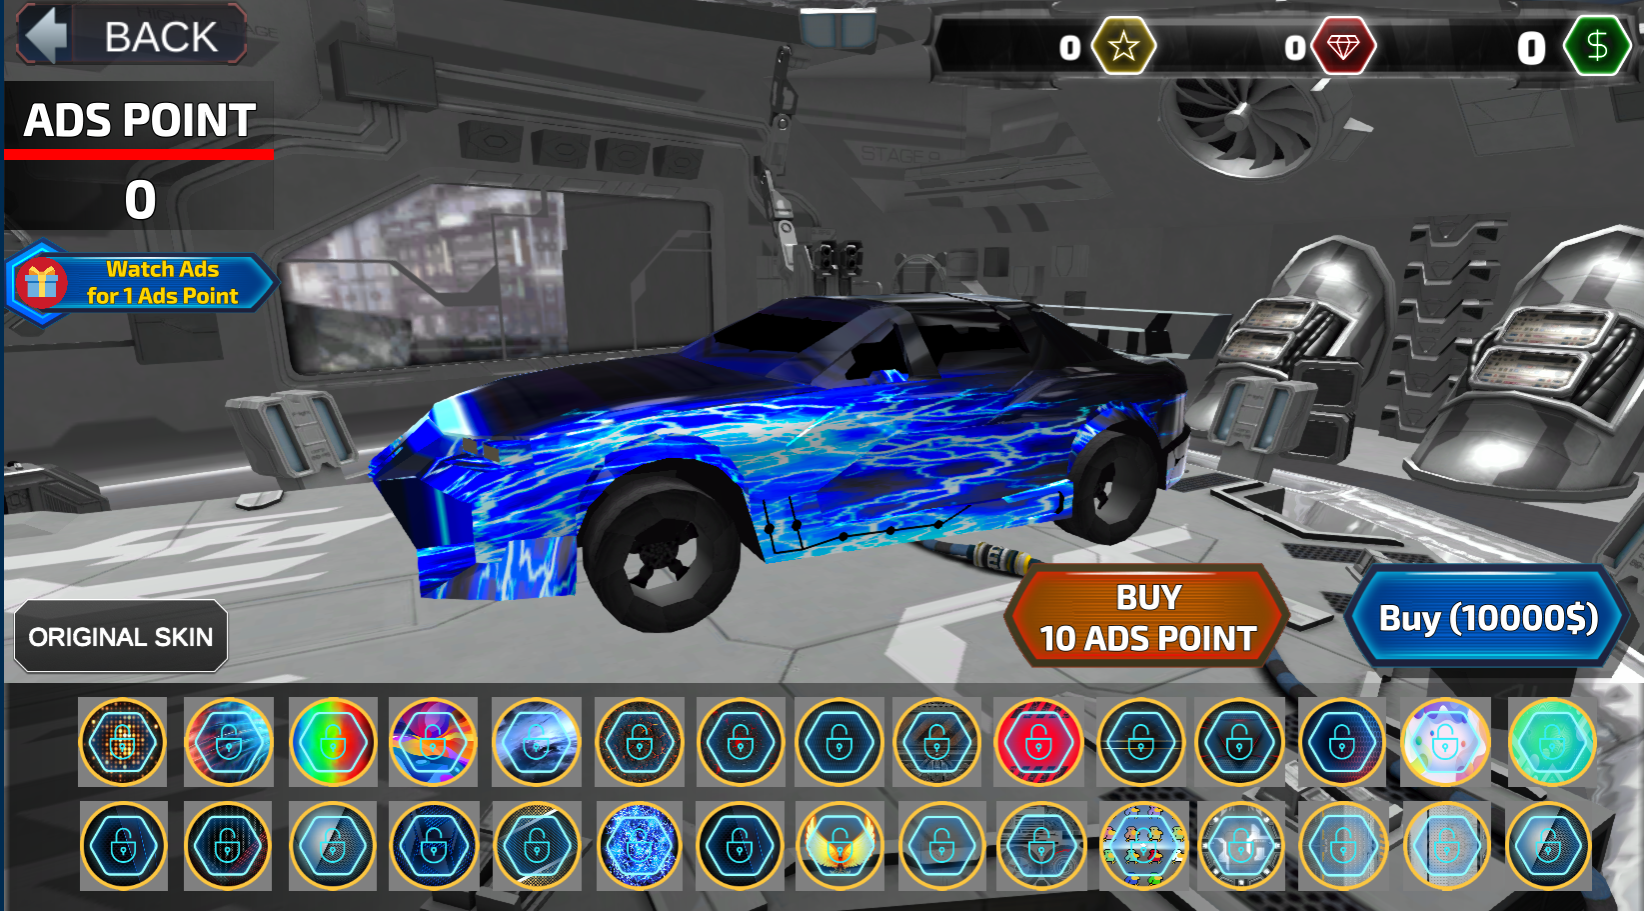 BACK
0
0
0
$
ADS POINT
0
Watch Ads
for 1 Ads Point
STAGE
BUY
10 ADS POINT
Buy (10000$)
ORIGINAL SKIN